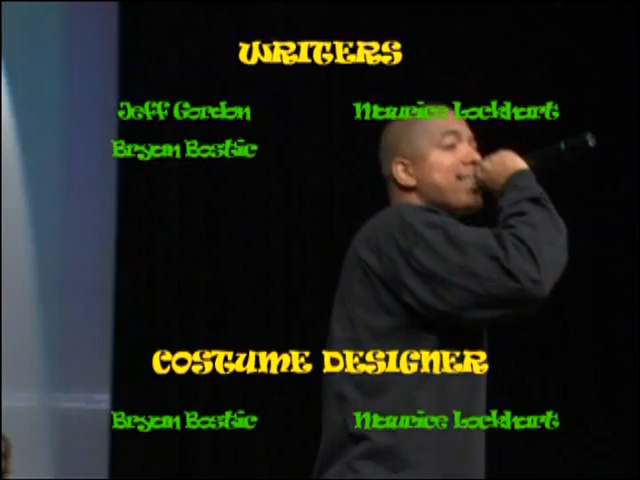 WRITERS
Jeff Gordon Maurice Lockhart
Bryan Bostic
COSTUME DESIGNER
Bryan Bostic Maurice Lockhart